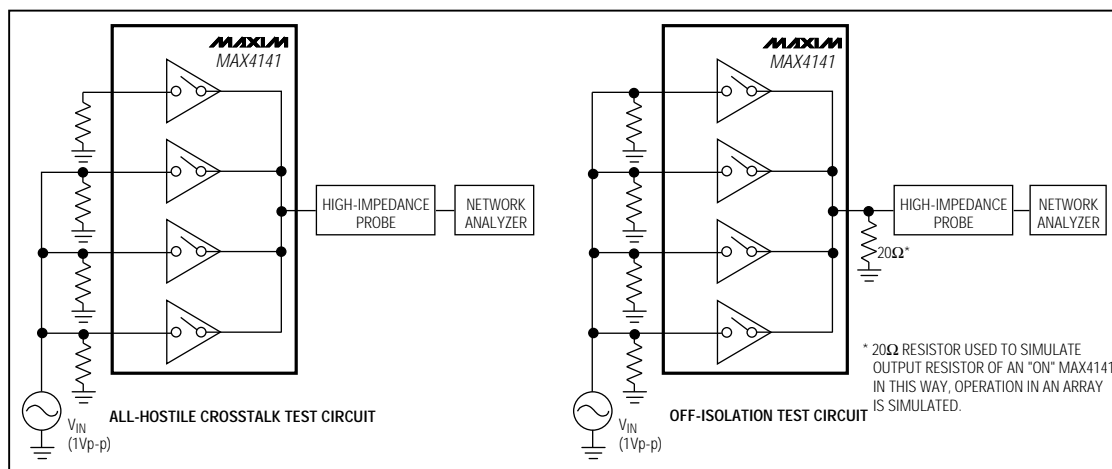 MAXIM
MAX4141
HIGH-IMPEDANCE
PROBE
NETWORK
ANALYZER
VIN
(1Vp-p)
ALL-HOSTILE CROSSTALK TEST CIRCUIT
MAXIM
MAX4141
HIGH-IMPEDANCE
PROBE
NETWORK
ANALYZER
20Ω*
* 20Ω RESISTOR USED TO SIMULATE
OUTPUT RESISTOR OF AN "ON" MAX4141
IN THIS WAY, OPERATION IN AN ARRAY
IS SIMULATED.
VIN
(1Vp-p)
OFF-ISOLATION TEST CIRCUIT